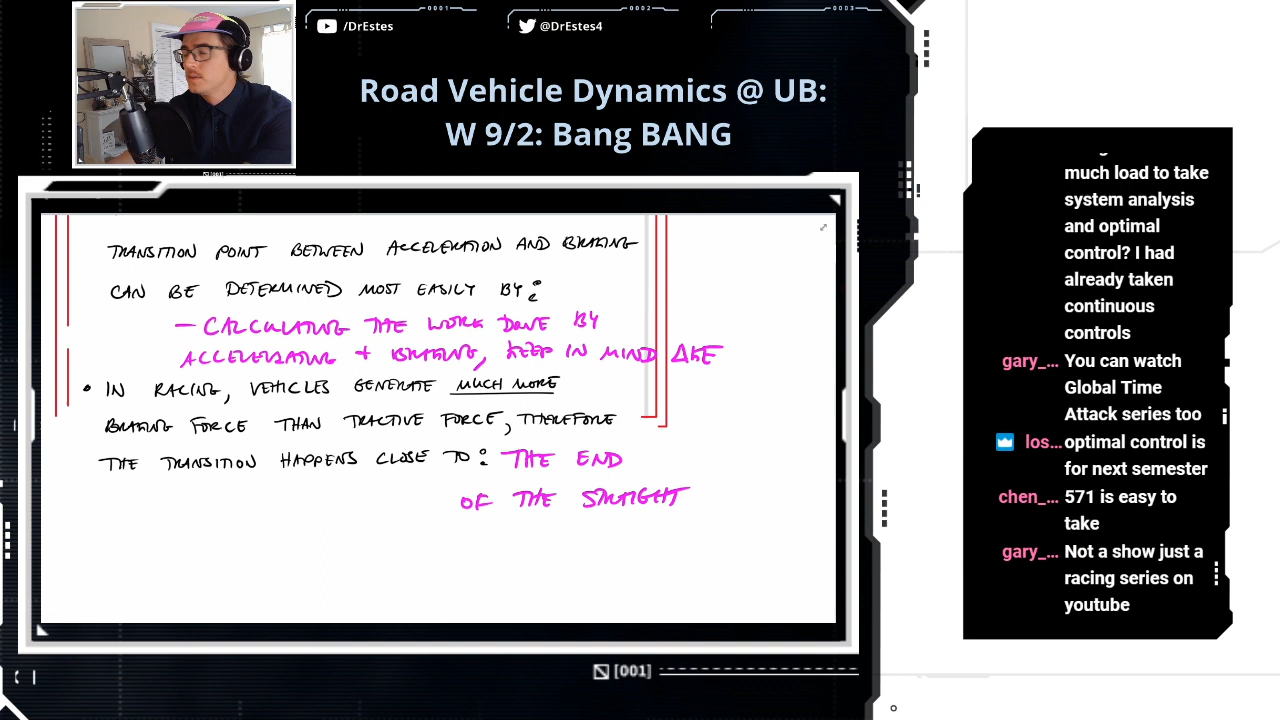 0001
0002
0003
/DrEstes
@DrEstes4
Road Vehicle Dynamics @ UB:
W 9/2: Bang BANG
[001]
TRANSITION POINT BETWEEN ACCELERATION AND BRAKING
CAN BE DETERMINED MOST EASILY BY:
- CALCULATING THE WORK DONE BY
ACCELERATING + BRAKING, KEEP IN MIND ΔKE
• IN RACING, VEHICLES GENERATE MUCH MORE
BRAKING FORCE THAN TRACTIVE FORCE, THEREFORE
THE TRANSITION HAPPENS CLOSE TO: THE END
OF THE STRAIGHT
[001]
much load to take
system analysis
and optimal
control? I had
already taken
continuous
controls
gary_... You can watch
Global Time
Attack series too
los... optimal control is
for next semester
chen_... 571 is easy to
take
gary_... Not a show just a
racing series on
youtube